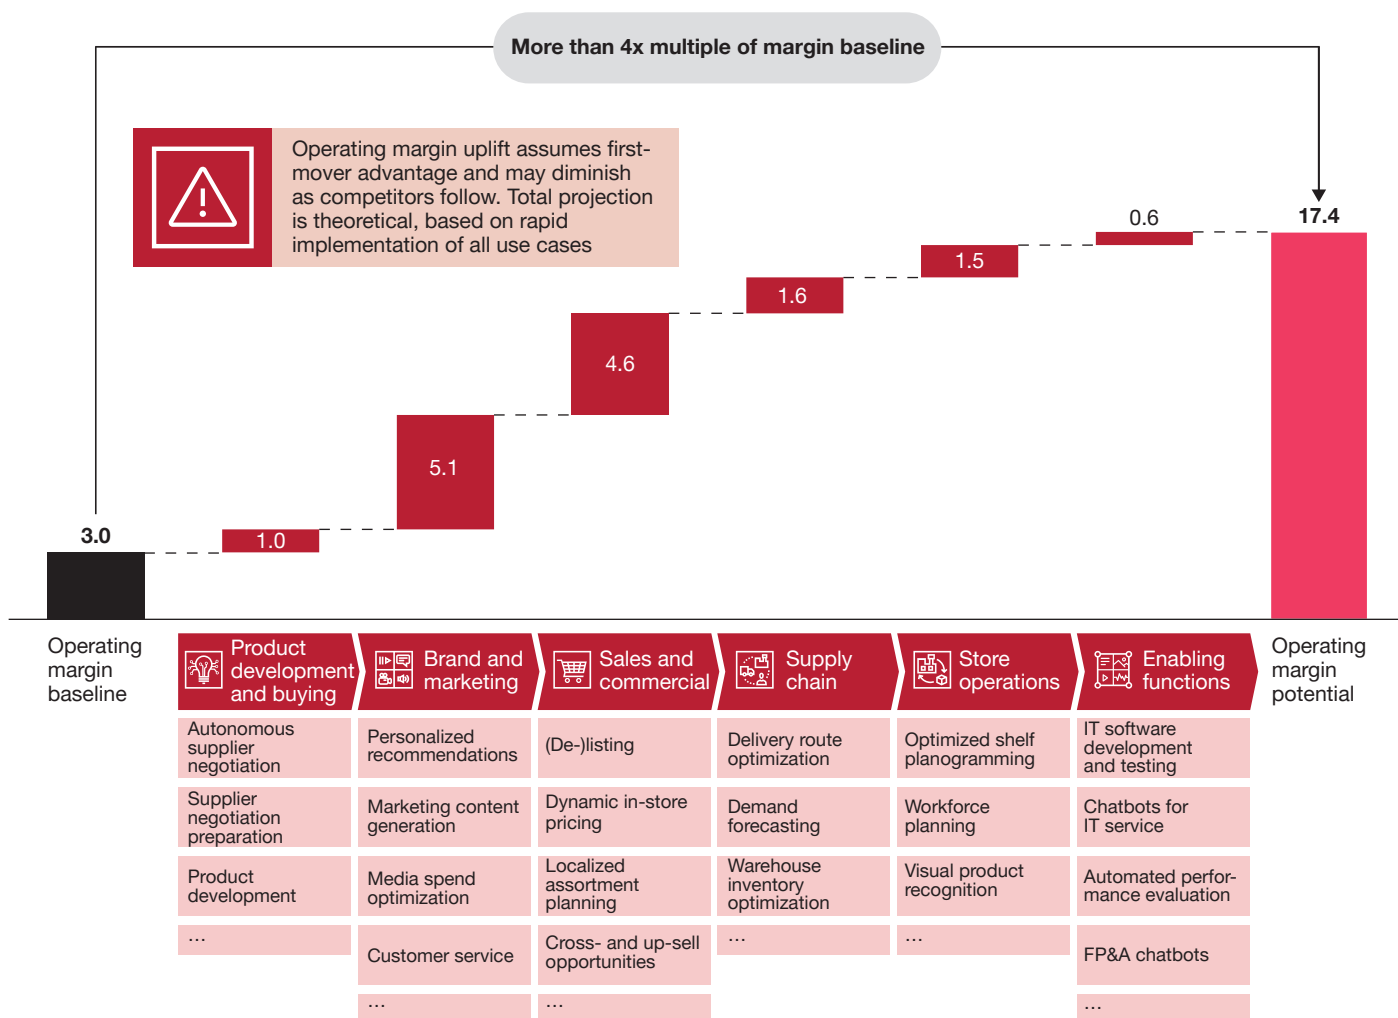 More than 4x multiple of margin baseline
Operating margin uplift assumes first-
mover advantage and may diminish
as competitors follow. Total projection
is theoretical, based on rapid
implementation of all use cases
3.0
1.0
5.1
4.6
1.6
1.5
0.6
17.4
Operating
margin
baseline
Product
development
and buying
Brand and
marketing
Sales and
commercial
Supply
chain
Store
operations
Enabling
functions
Operating
margin
potential
Autonomous
supplier
negotiation
Supplier
negotiation
preparation
Product
development
...
Personalized
recommendations
Marketing content
generation
Media spend
optimization
Customer service
...
(De-)listing
Dynamic in-store
pricing
Localized
assortment
planning
Cross- and up-sell
opportunities
...
Delivery route
optimization
Demand
forecasting
Warehouse
inventory
optimization
...
Optimized shelf
planogramming
Workforce
planning
Visual product
recognition
...
IT software
development
and testing
Chatbots for
IT service
Automated perfor-
mance evaluation
FP&A chatbots
...